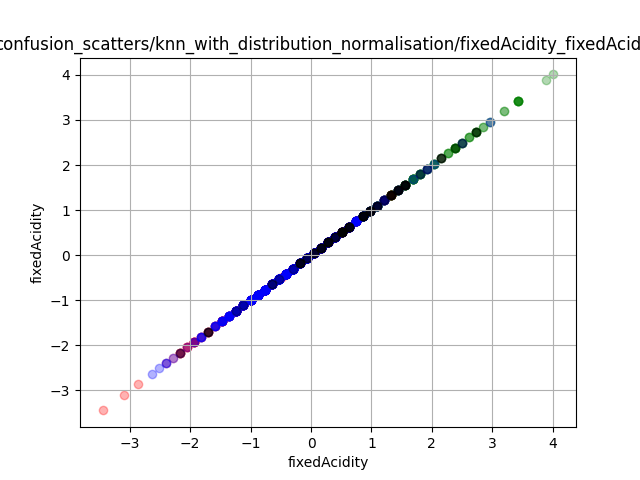 confusion_scatters/knn_with_distribution_normalisation/fixedAcidity_fixedAcid
4
3
2
1
0
−1
−2
−3
fixedAcidity
−3 −2 −1 0 1 2 3 4
fixedAcidity